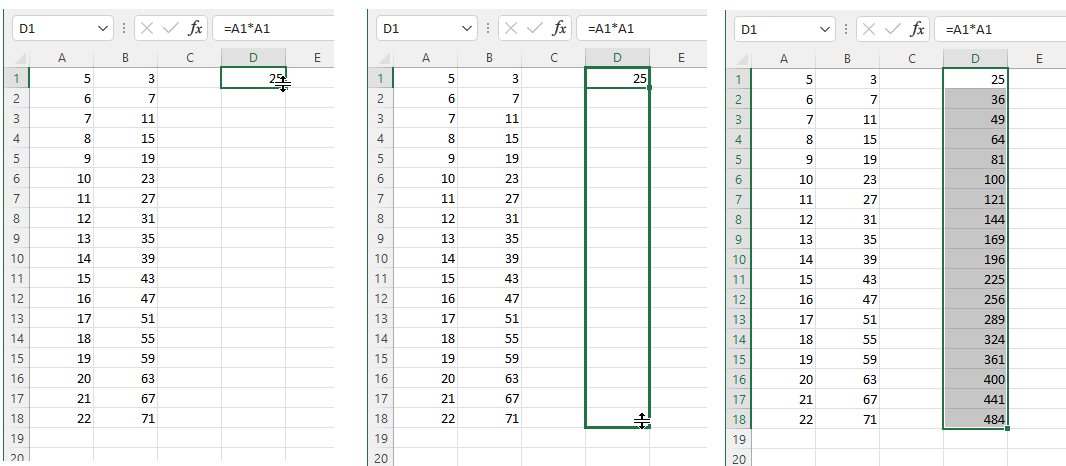 D1 fx =A1*A1
A B C D E
1 5 3 25
2 6 7
3 7 11
4 8 15
5 9 19
6 10 23
7 11 27
8 12 31
9 13 35
10 14 39
11 15 43
12 16 47
13 17 51
14 18 55
15 19 59
16 20 63
17 21 67
18 22 71
19
20
D1 fx =A1*A1
A B C D E
1 5 3 25
2 6 7
3 7 11
4 8 15
5 9 19
6 10 23
7 11 27
8 12 31
9 13 35
10 14 39
11 15 43
12 16 47
13 17 51
14 18 55
15 19 59
16 20 63
17 21 67
18 22 71
19
20
D1 fx =A1*A1
A B C D E
1 5 3 25
2 6 7 36
3 7 11 49
4 8 15 64
5 9 19 81
6 10 23 100
7 11 27 121
8 12 31 144
9 13 35 169
10 14 39 196
11 15 43 225
12 16 47 256
13 17 51 289
14 18 55 324
15 19 59 361
16 20 63 400
17 21 67 441
18 22 71 484
19
20